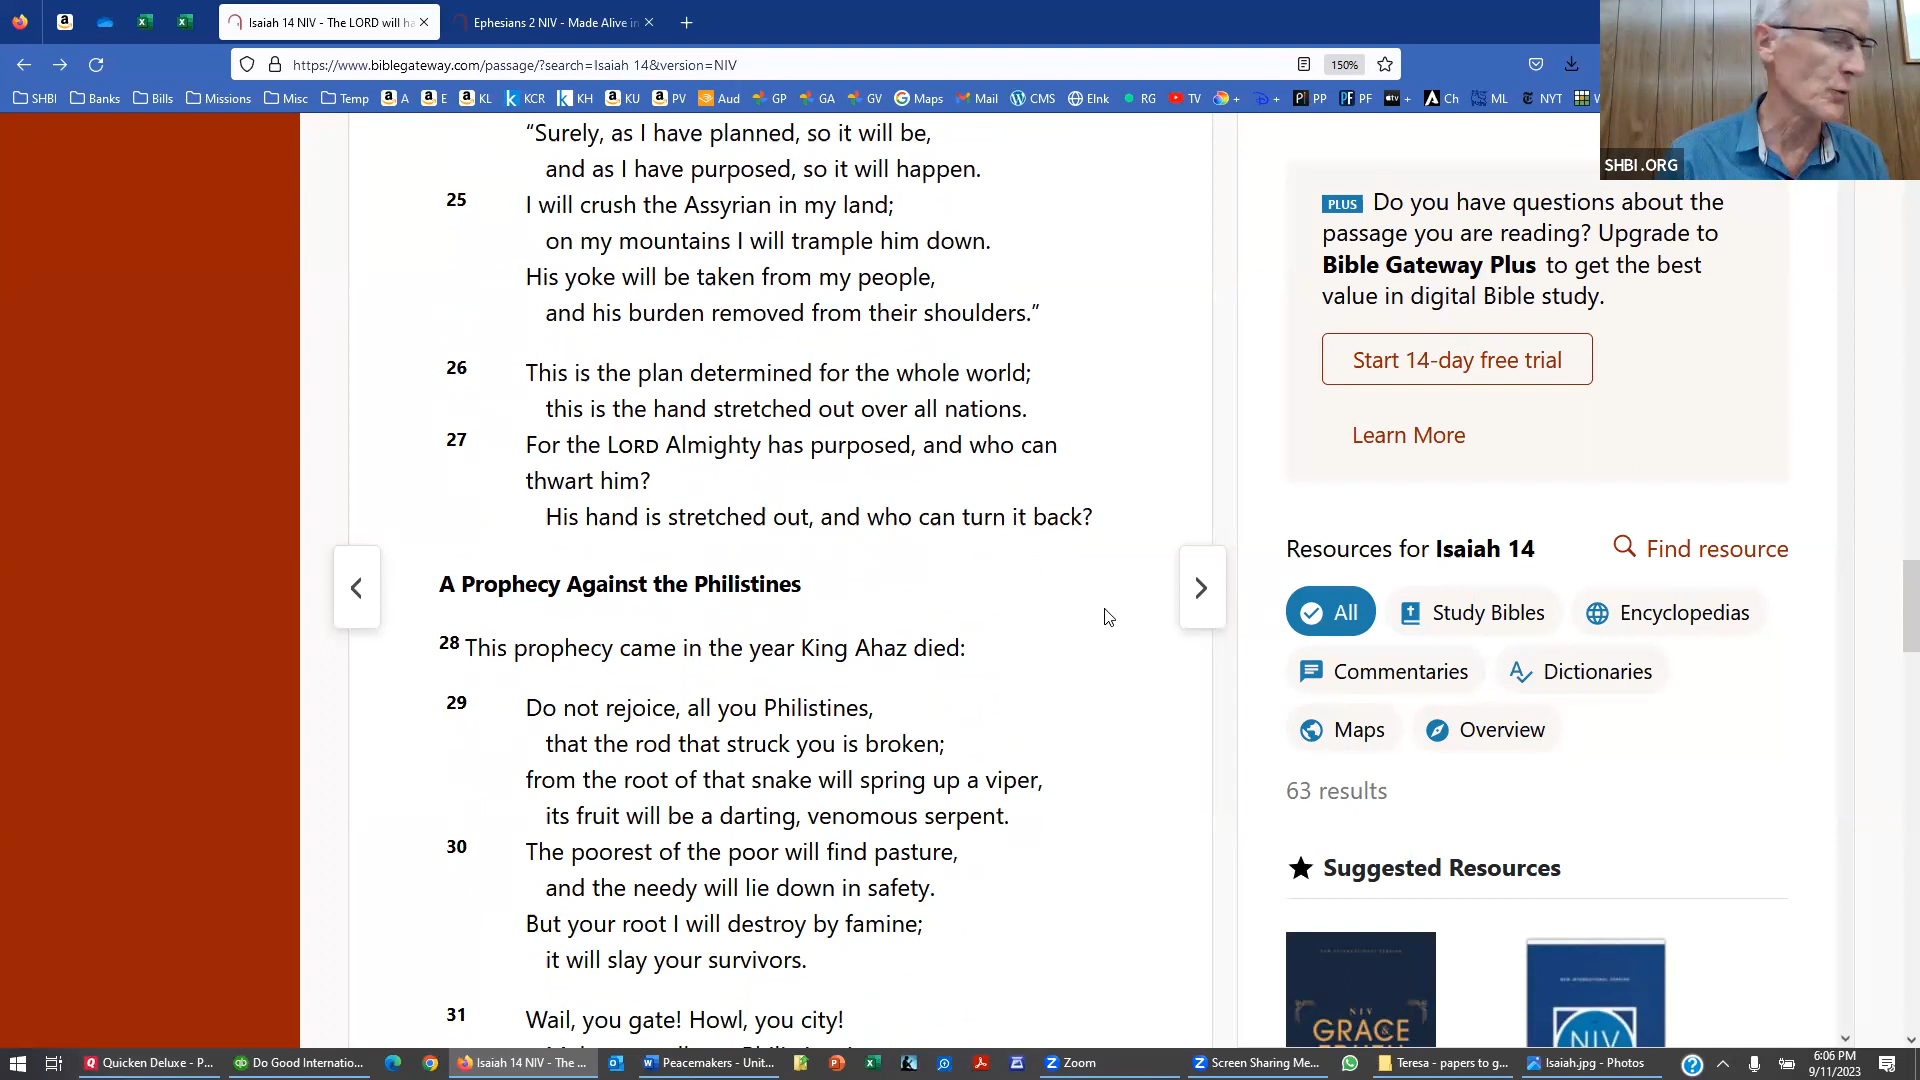 Isaiah 14 NIV - The LORD will ha
Ephesians 2 NIV - Made Alive in
https://www.biblegateway.com/passage/?search=Isaiah 14&version=NIV
150%
SHBI Banks Bills Missions Misc Temp A E KL KCR KH KU PV Aud GP GA GV Maps Mail CMS EInk RG TV + + PP PF + Ch ML NYT W
SHBI.ORG
“Surely, as I have planned, so it will be,
and as I have purposed, so it will happen.
25 I will crush the Assyrian in my land;
on my mountains I will trample him down.
His yoke will be taken from my people,
and his burden removed from their shoulders.”
26 This is the plan determined for the whole world;
this is the hand stretched out over all nations.
27 For the LORD Almighty has purposed, and who can
thwart him?
His hand is stretched out, and who can turn it back?
A Prophecy Against the Philistines
28 This prophecy came in the year King Ahaz died:
29 Do not rejoice, all you Philistines,
that the rod that struck you is broken;
from the root of that snake will spring up a viper,
its fruit will be a darting, venomous serpent.
30 The poorest of the poor will find pasture,
and the needy will lie down in safety.
But your root I will destroy by famine;
it will slay your survivors.
31 Wail, you gate! Howl, you city!
PLUS Do you have questions about the
passage you are reading? Upgrade to
Bible Gateway Plus to get the best
value in digital Bible study.
Start 14-day free trial
Learn More
Resources for Isaiah 14
Find resource
All Study Bibles Encyclopedias
Commentaries Dictionaries
Maps Overview
63 results
Suggested Resources
NIV
GRACE &
NIV
Quicken Deluxe - P...
Do Good Internatio...
Isaiah 14 NIV - The ...
Peacemakers - Unit...
Zoom
Screen Sharing Me...
Teresa - papers to g...
Isaiah.jpg - Photos
6:06 PM
9/11/2023